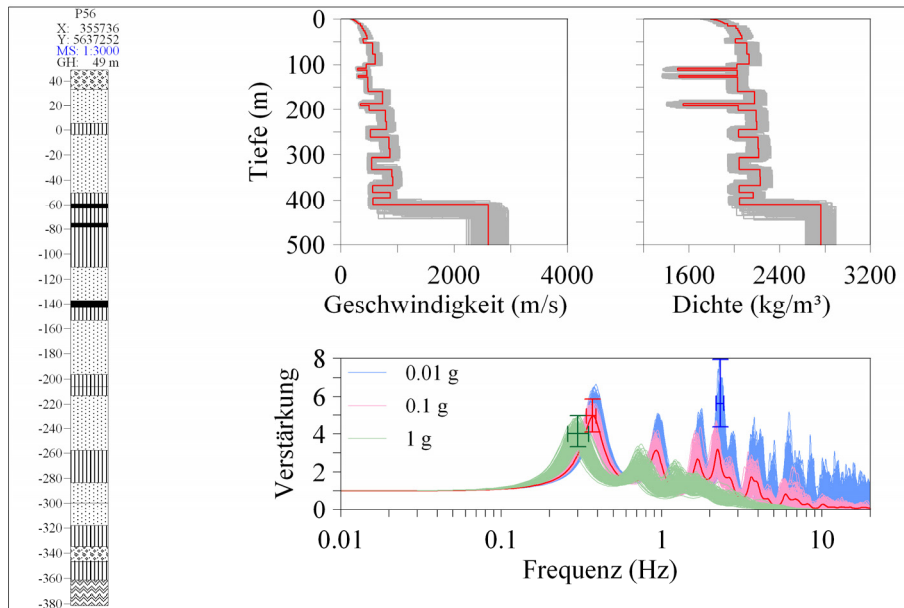 P56
X: 355736
Y: 5637252
MS: 1:3000
GH: 49 m
40
20
0
-20
-40
-60
-80
-100
-120
-140
-160
-180
-200
-220
-240
-260
-280
-300
-320
-340
-360
-380
0
100
200
300
400
500
Tiefe (m)
0 2000 4000
Geschwindigkeit (m/s)
1600 2400 3200
Dichte (kg/m³)
8
6
4
2
0
Verstärkung
0.01 g
0.1 g
1 g
0.01 0.1 1 10
Frequenz (Hz)